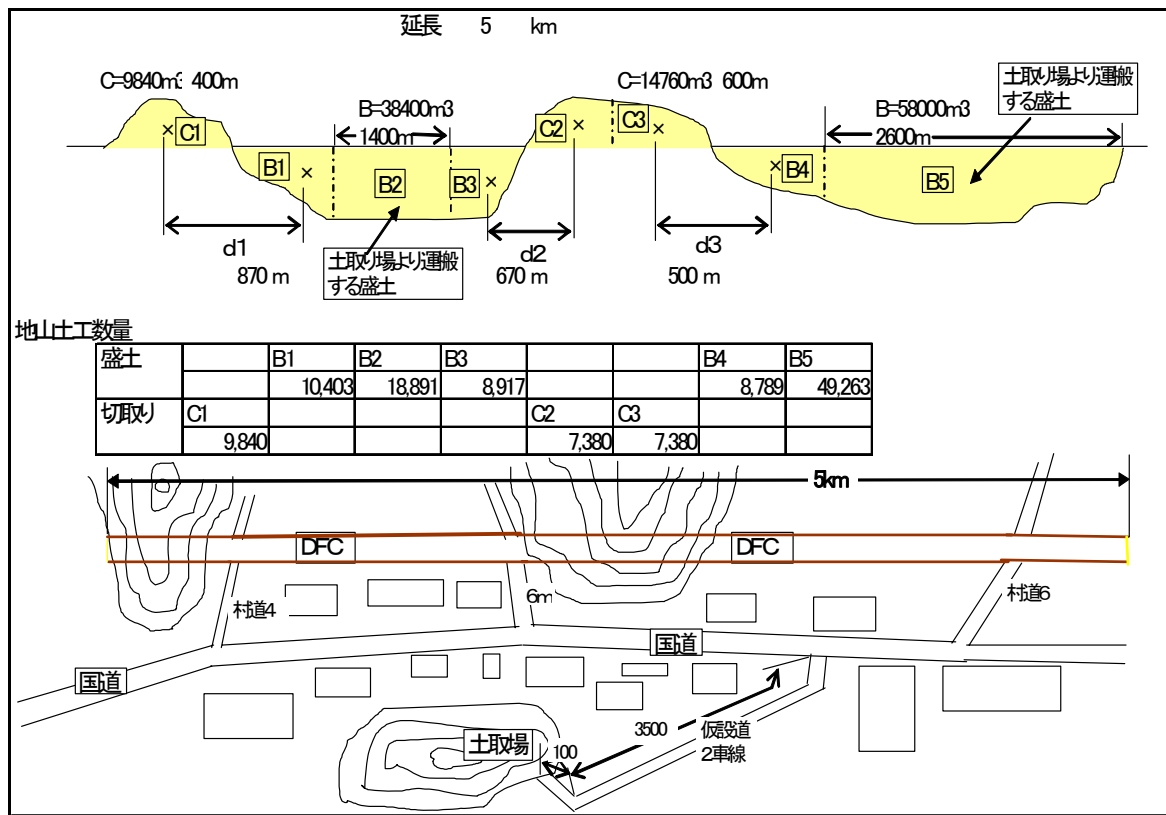 延長 5 km
C=9840m3 400m
C=14760m3 600m
土取り場より運搬
する盛土
B=38400m3
1400m
B=58000m3
2600m
C1
C2
C3
B1
B2
B3
B4
B5
d1
870 m
土取り場より運搬
する盛土
d2
670 m
d3
500 m
地山土工数量
盛土 B1 B2 B3 B4 B5
10,403 18,891 8,917 8,789 49,263
切取り C1 C2 C3
9,840 7,380 7,380
5km
DFC
DFC
村道4
6m
村道6
国道
国道
土取場
100
3500
仮設道
2車線